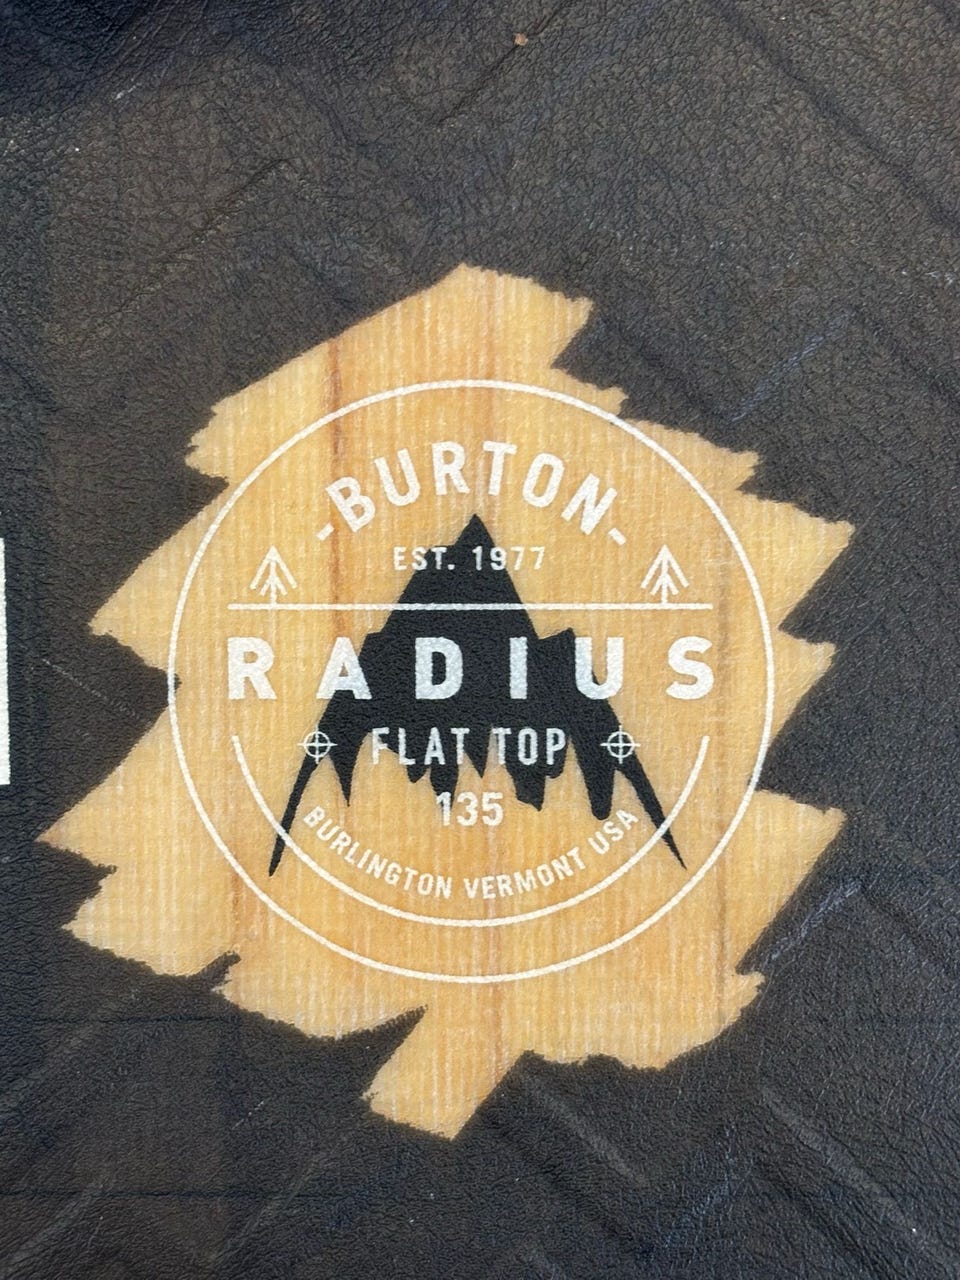 -BURTON-
EST. 1977
RADIUS
FLAT TOP
135
BURLINGTON VERMONT USA